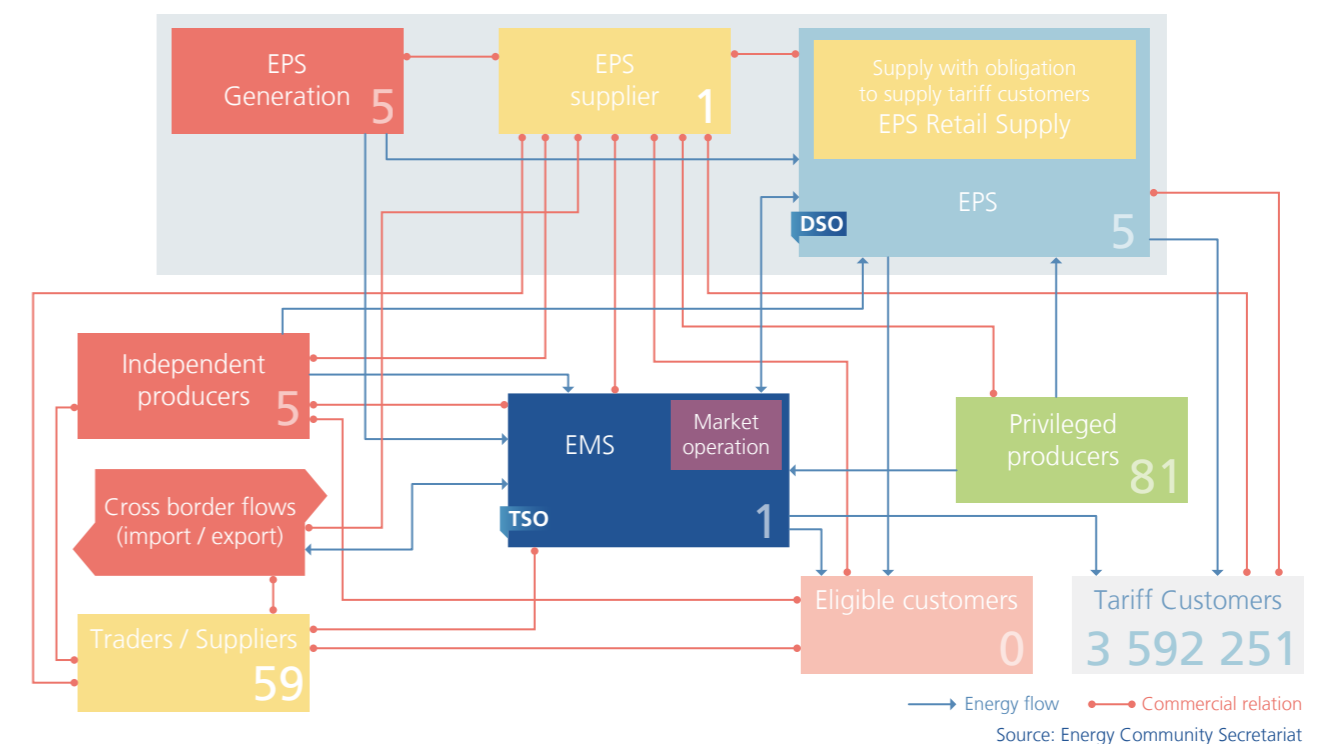 EPS
Generation
5
EPS
supplier
1
Supply with obligation
to supply tariff customers
EPS Retail Supply
EPS
DSO
5
Independent
producers
5
EMS
Market
operation
TSO
1
Privileged
producers
81
Cross border flows
(import / export)
Traders / Suppliers
59
Eligible customers
0
Tariff Customers
3 592 251
Energy flow
Commercial relation
Source: Energy Community Secretariat